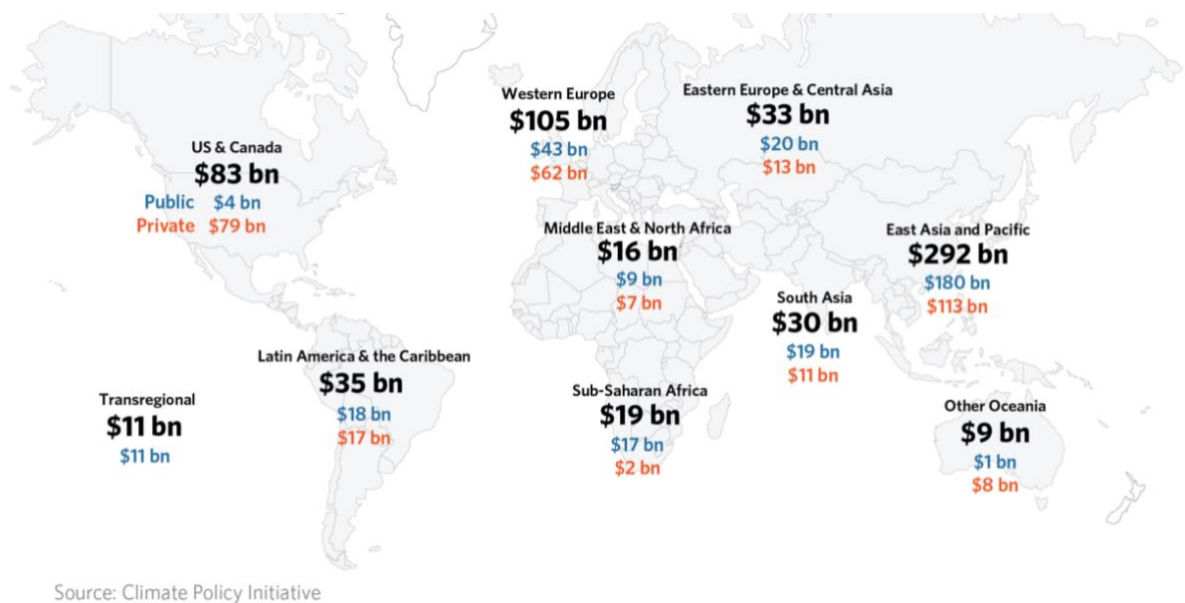 US & Canada
$83 bn
Public $4 bn
Private $79 bn
Western Europe
$105 bn
$43 bn
$62 bn
Eastern Europe & Central Asia
$33 bn
$20 bn
$13 bn
Middle East & North Africa
$16 bn
$9 bn
$7 bn
East Asia and Pacific
$292 bn
$180 bn
$113 bn
South Asia
$30 bn
$19 bn
$11 bn
Latin America & the Caribbean
$35 bn
$18 bn
$17 bn
Transregional
$11 bn
$11 bn
Sub-Saharan Africa
$19 bn
$17 bn
$2 bn
Other Oceania
$9 bn
$1 bn
$8 bn
Source: Climate Policy Initiative